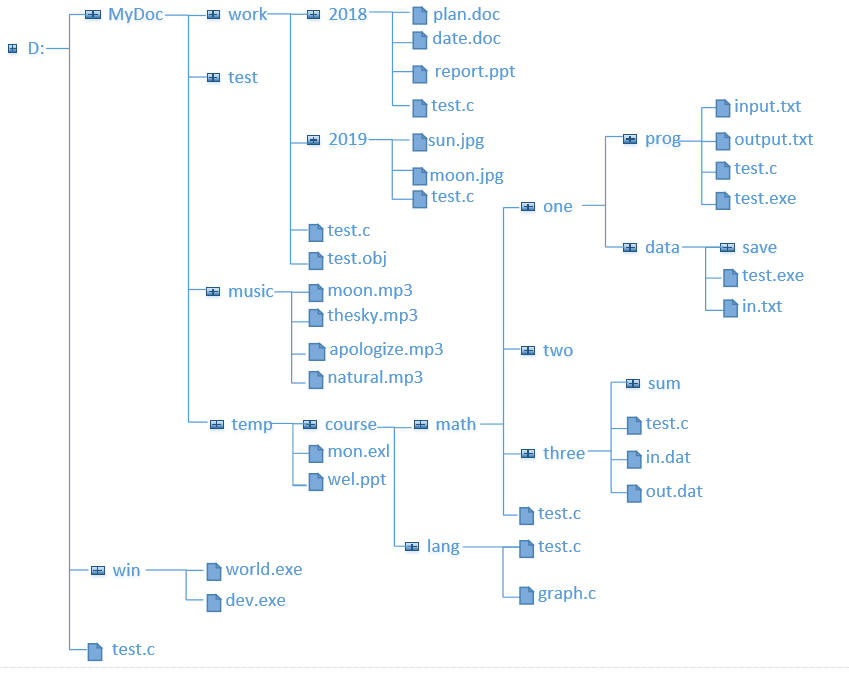 D:
MyDoc
work
2018
plan.doc
date.doc
report.ppt
test.c
2019
sun.jpg
moon.jpg
test.c
test.c
test.obj
test
music
moon.mp3
thesky.mp3
apologize.mp3
natural.mp3
temp
course
math
one
prog
input.txt
output.txt
test.c
test.exe
data
save
test.exe
in.txt
two
three
sum
test.c
in.dat
out.dat
test.c
lang
test.c
graph.c
mon.exl
wel.ppt
win
world.exe
dev.exe
test.c